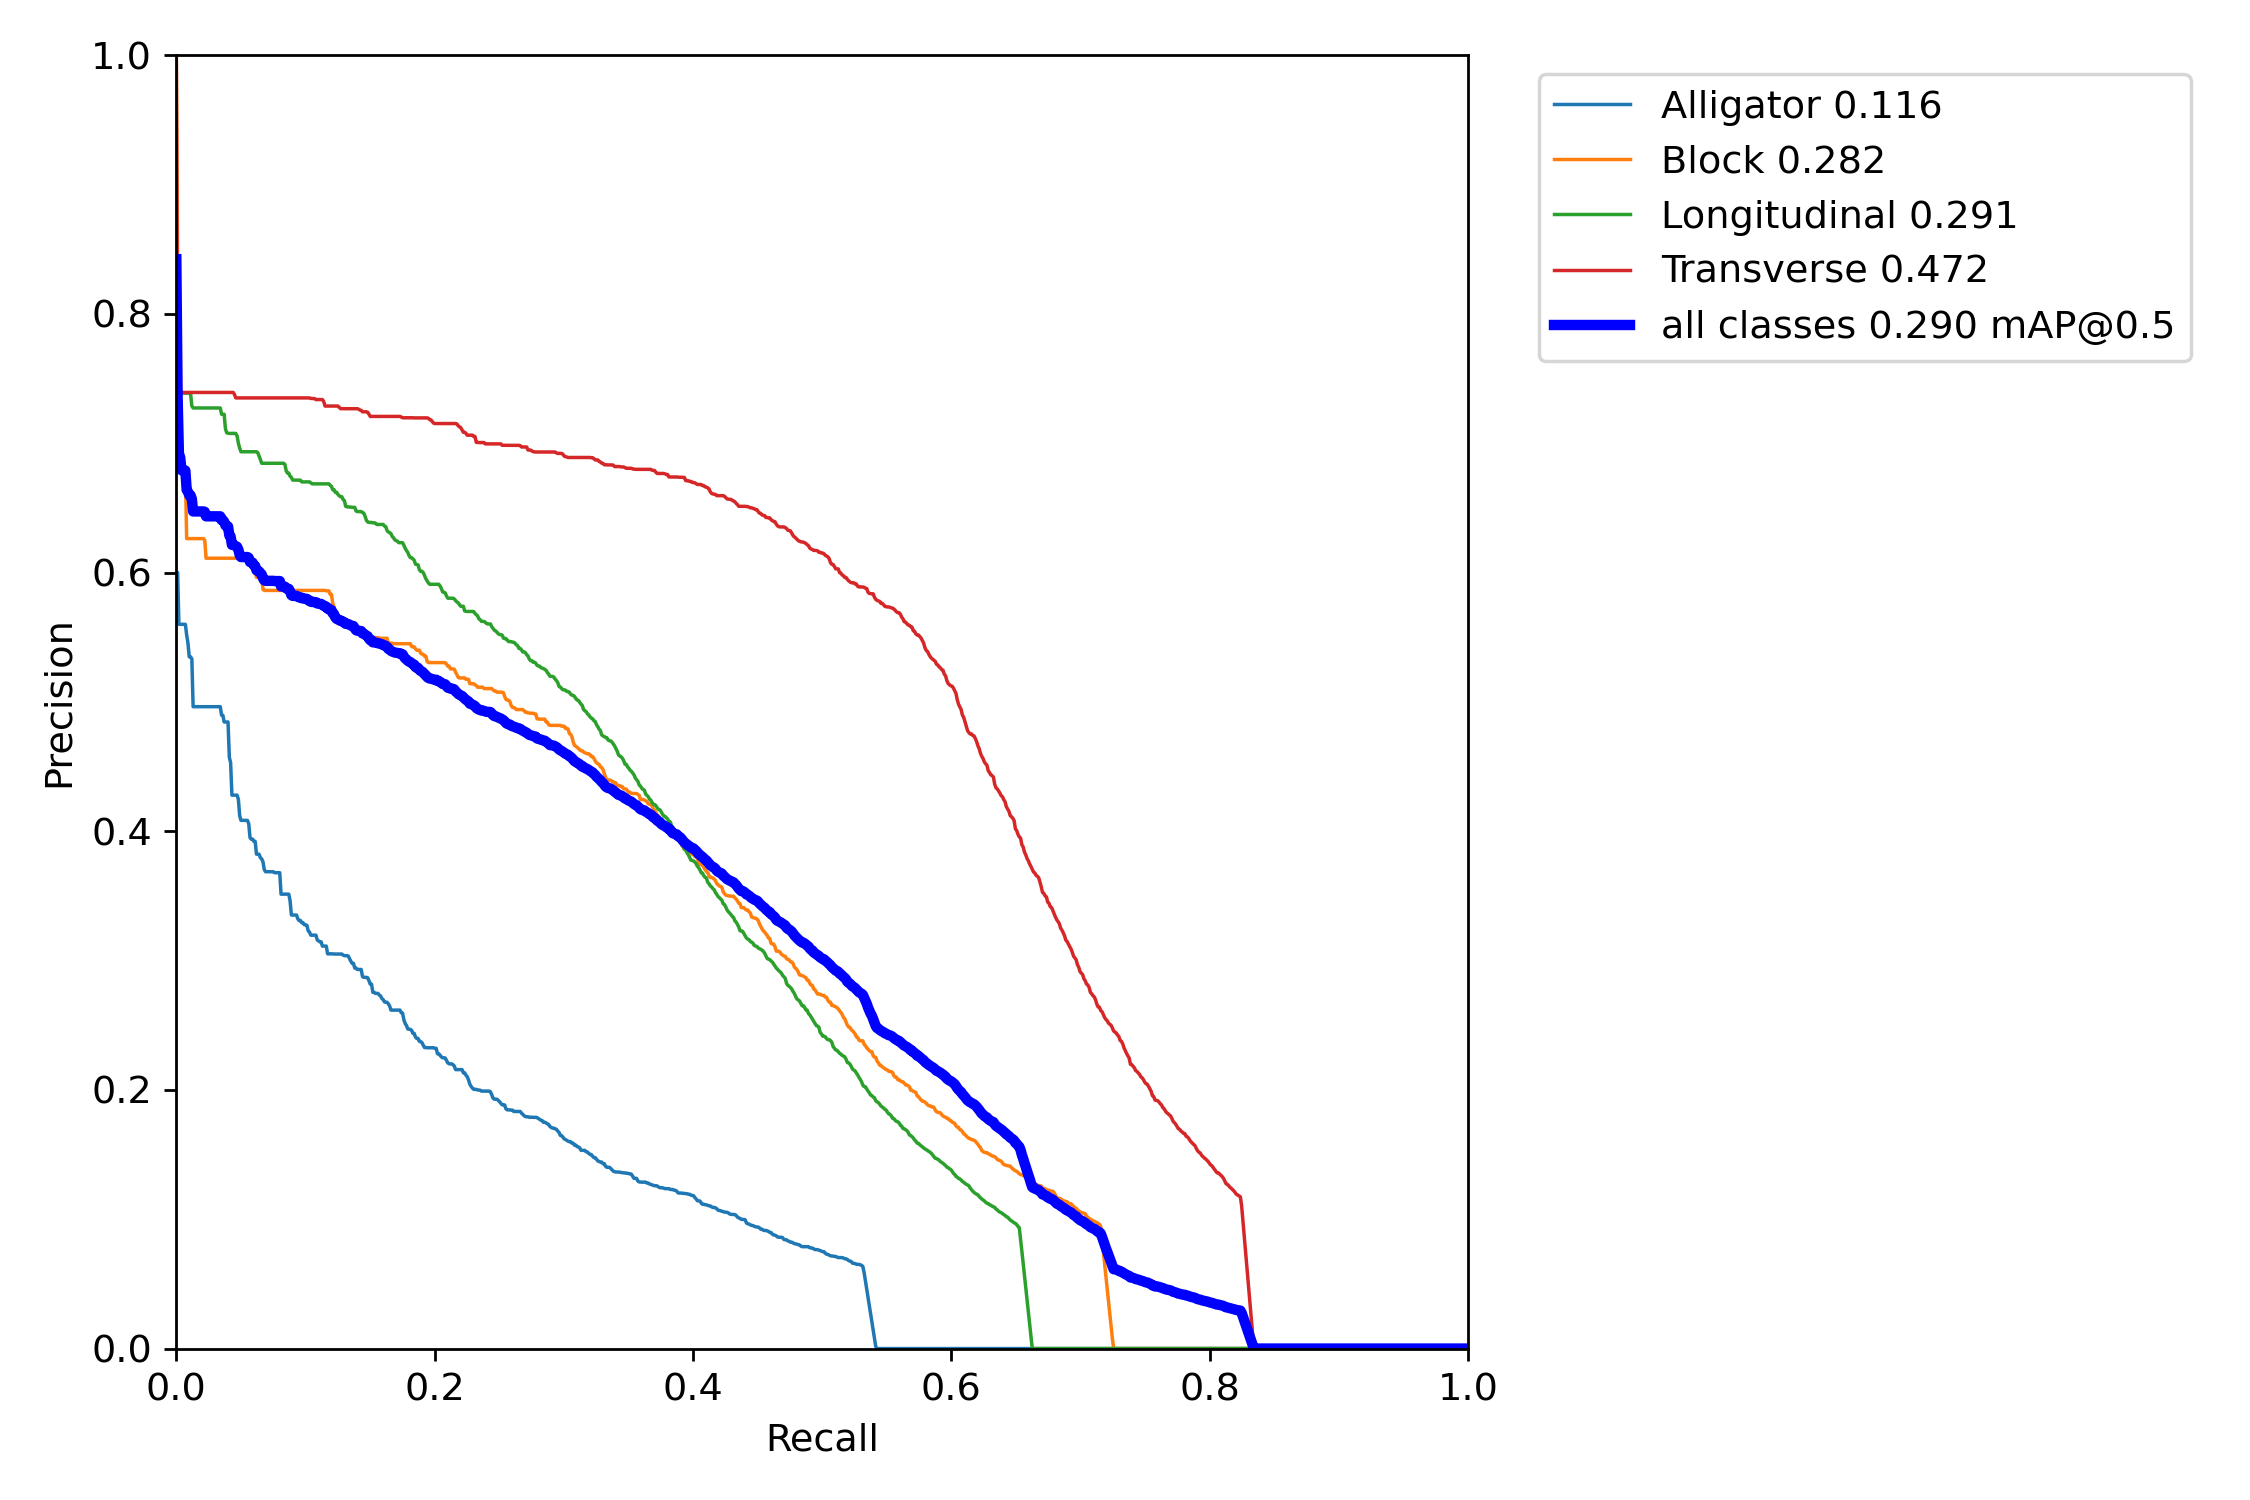 1.0
0.8
0.6
0.4
0.2
0.0
Precision
0.0 0.2 0.4 0.6 0.8 1.0
Recall
Alligator 0.116
Block 0.282
Longitudinal 0.291
Transverse 0.472
all classes 0.290 mAP@0.5